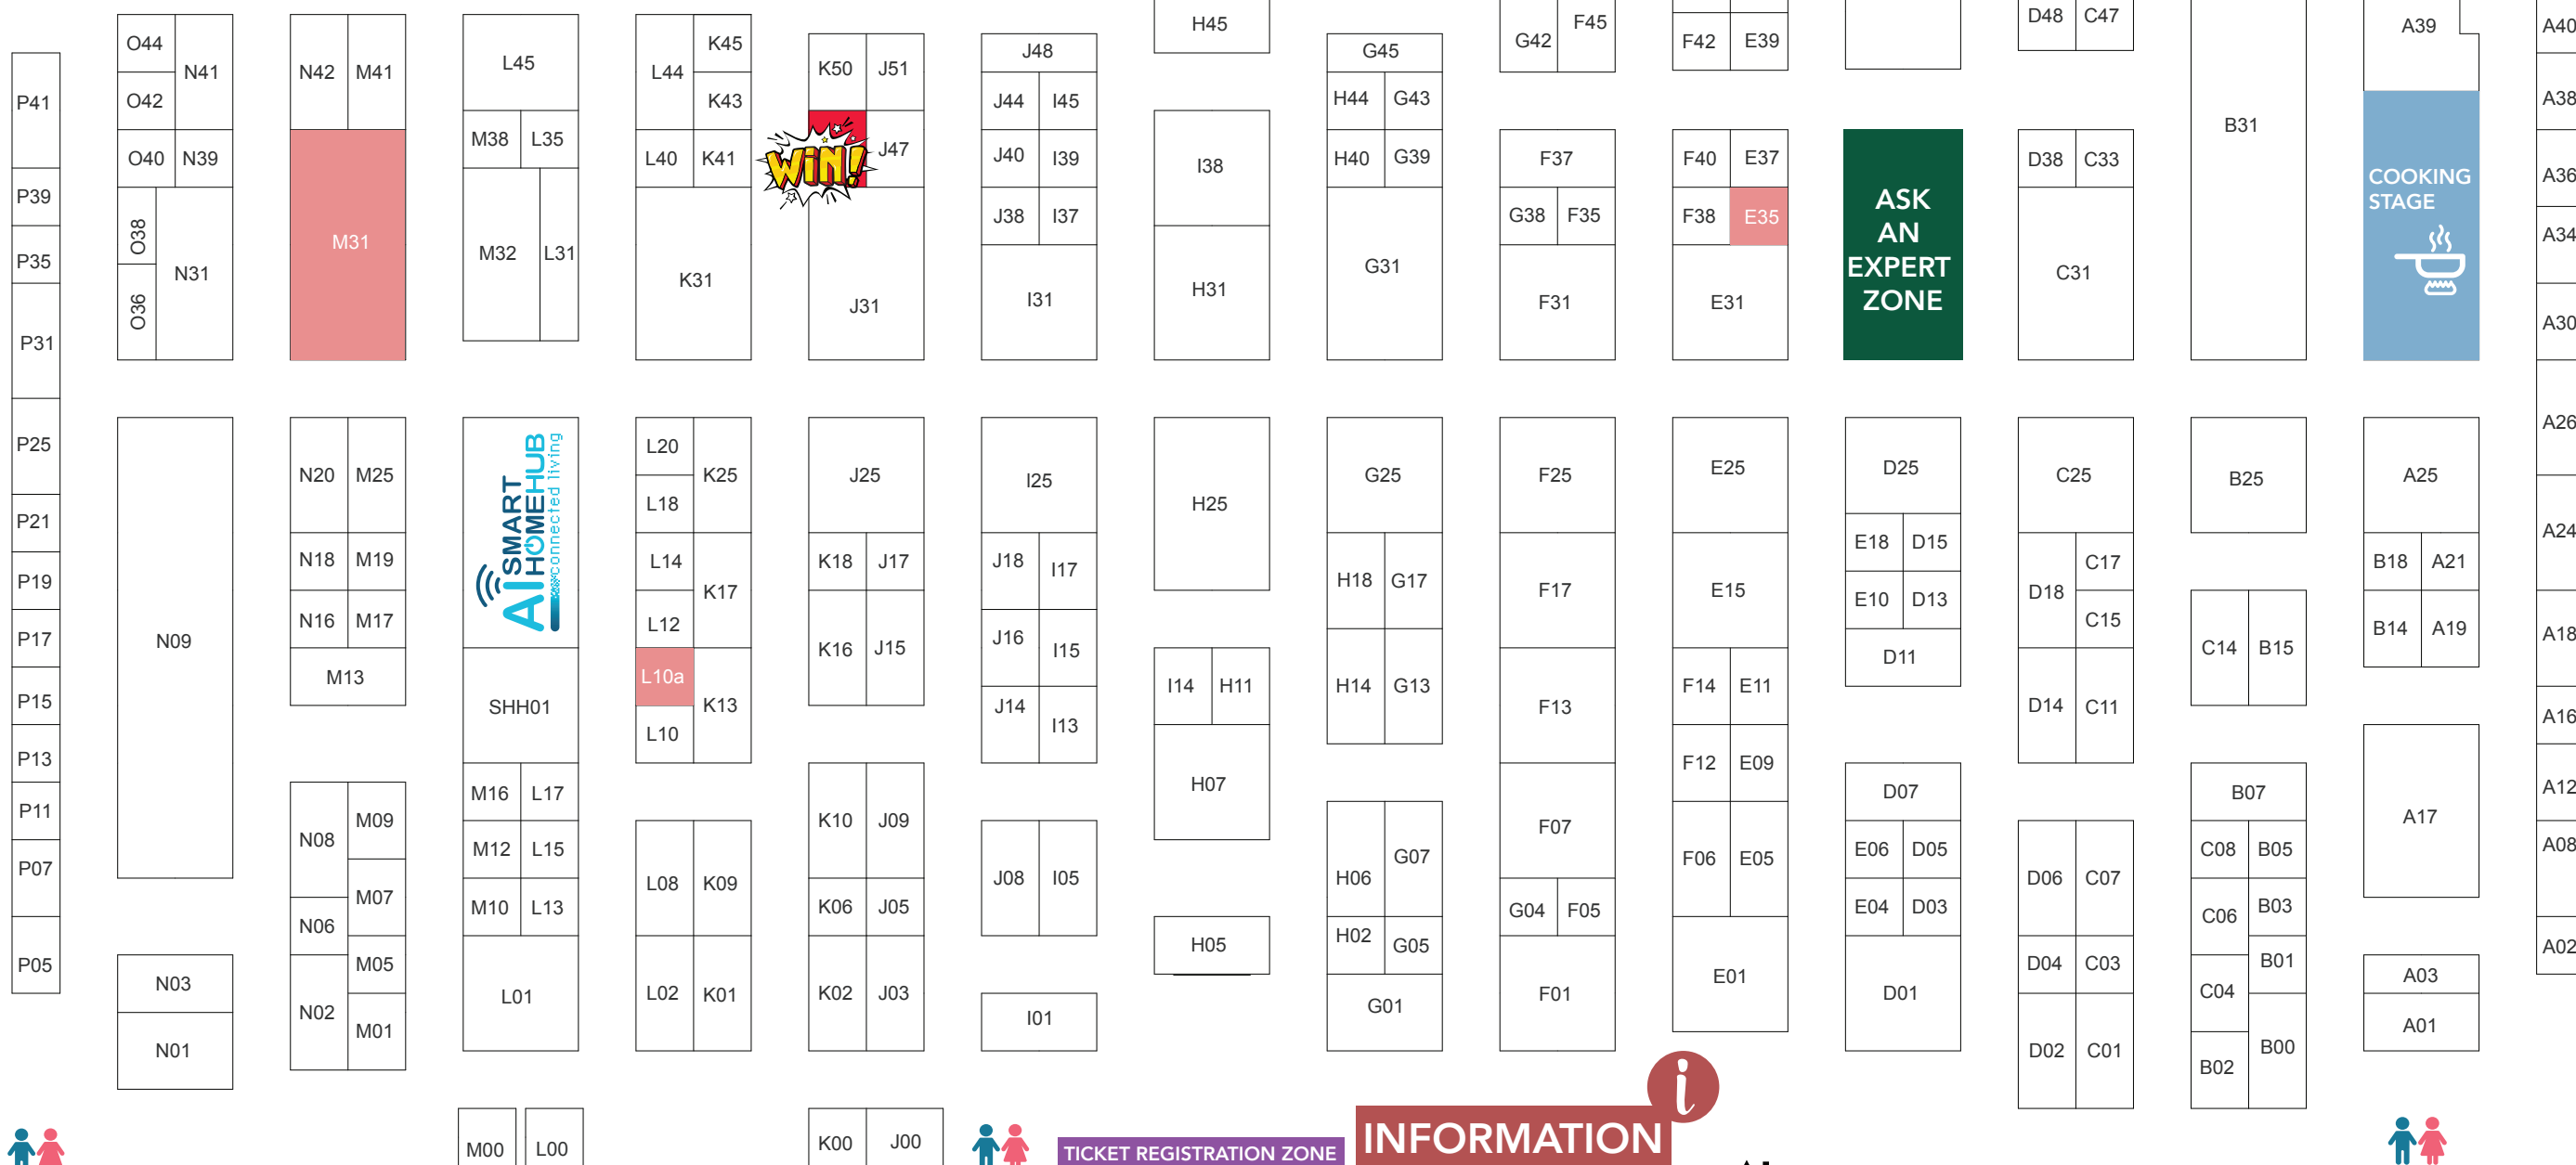 H45
D48 C47
F45
A39
A40
G42
F42 E39
O44
K45
J48
G45
L45
N41
N42 M41
L44
K50 J51
P41
O42
K43
J44 I45
H44 G43
A38
B31
M38 L35
J47
WIN!
O40 N39
L40 K41
J40 I39
I38
H40 G39
F37
F40 E37
D38 C33
A36
COOKING
STAGE
P39
ASK
AN
EXPERT
ZONE
O38
J38 I37
G38 F35
F38 E35
A34
M31
M32 L31
P35
N31
K31
G31
C31
H31
I31
J31
F31
E31
O36
A30
P31
A26
P25
L20
N20 M25
K25
J25
I25
G25
F25
E25
D25
C25
B25
A25
AI SMART
HOMEHUB
connected living
L18
H25
P21
A24
E18 D15
N18 M19
L14
K18 J17
J18 I17
C17
B18 A21
P19
H18 G17
F17
E15
D18
K17
E10 D13
N16 M17
L12
C15
B14 A19
P17
A18
N09
J16 I15
K16 J15
C14 B15
D11
M13
L10a
I14 H11
H14 G13
F14 E11
P15
SHH01
K13
J14 I13
F13
D14 C11
A16
L10
P13
F12 E09
H07
M16 L17
D07
B07
A12
P11
M09
K10 J09
F07
A17
N08
M12 L15
E06 D05
C08 B05
A08
G07
F06 E05
P07
L08 K09
J08 I05
H06
D06 C07
M07
M10 L13
K06 J05
G04 F05
E04 D03
C06 B03
N06
H02 G05
H05
A02
P05
M05
D04 C03
B01
N03
E01
A03
L01
L02 K01
K02 J03
F01
D01
C04
G01
N02
I01
M01
A01
N01
D02 C01
B00
B02
M00 L00
K00 J00
i
INFORMATION
TICKET REGISTRATION ZONE